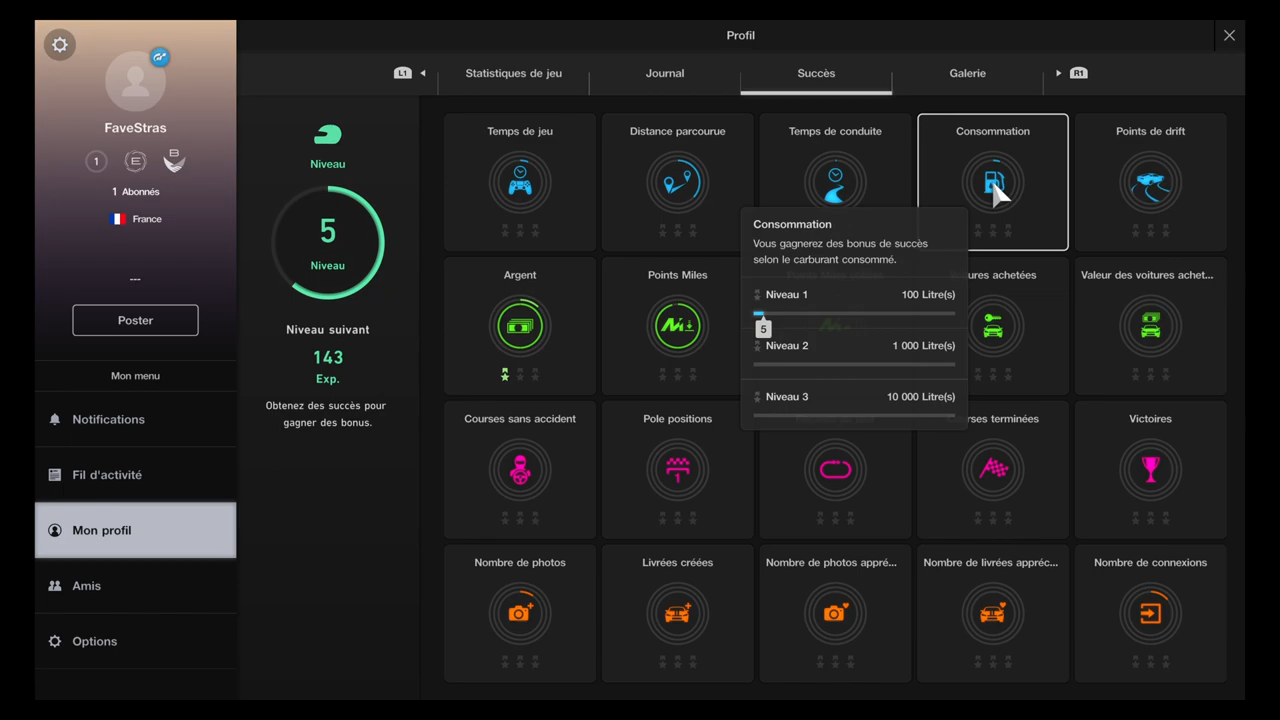 Profil
L1
Statistiques de jeu
Journal
Succès
Galerie
R1
FaveStras
1
E
B
1 Abonnés
France
---
Poster
Mon menu
Notifications
Fil d'activité
Mon profil
Amis
Options
Niveau
5
Niveau
Niveau suivant
143
Exp.
Obtenez des succès pour
gagner des bonus.
Temps de jeu
Distance parcourue
Temps de conduite
Consommation
Points de drift
Consommation
Vous gagnerez des bonus de succès
selon le carburant consommé.
Niveau 1
100 Litre(s)
5
Niveau 2
1 000 Litre(s)
Niveau 3
10 000 Litre(s)
Argent
Points Miles
Valeur des voitures achet...
Courses sans accident
Pole positions
Victoires
Nombre de photos
Livrées créées
Nombre de photos appré...
Nombre de livrées appréc...
Nombre de connexions